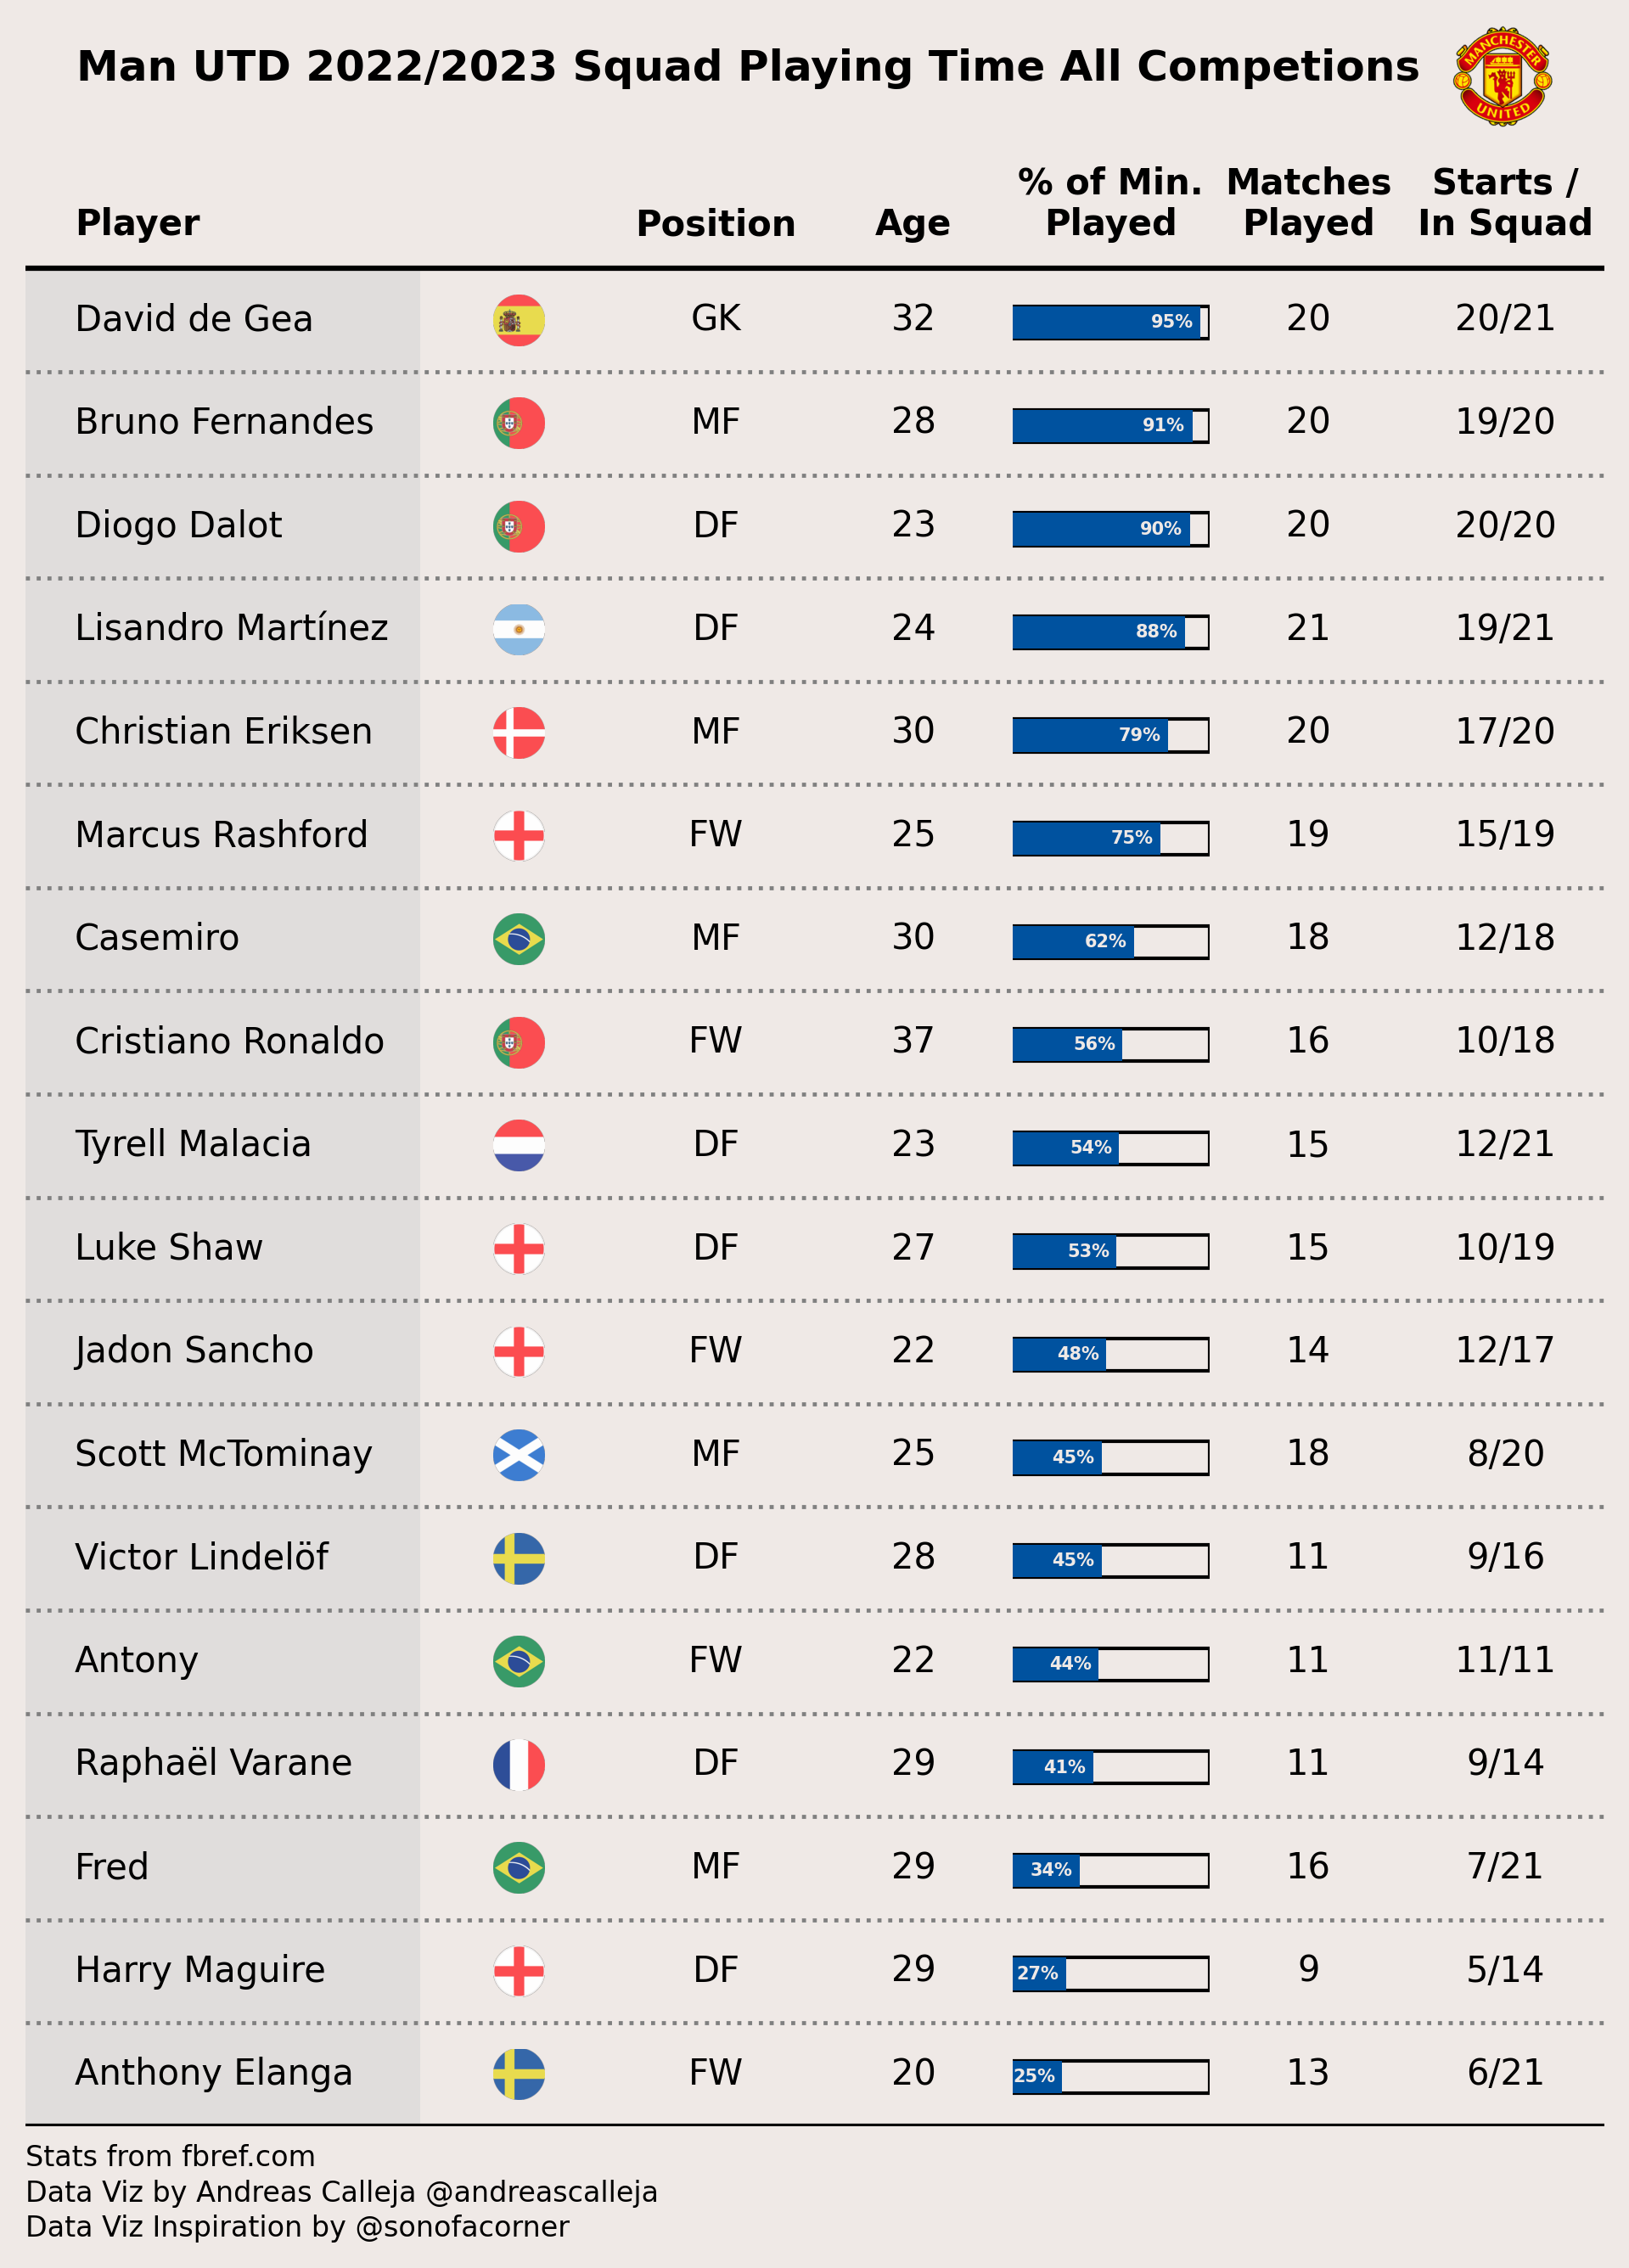 Man UTD 2022/2023 Squad Playing Time All Competions
MANCHESTER
UNITED
Player Position Age % of Min. Played Matches Played Starts / In Squad
David de Gea GK 32 95% 20 20/21
Bruno Fernandes MF 28 91% 20 19/20
Diogo Dalot DF 23 90% 20 20/20
Lisandro Martínez DF 24 88% 21 19/21
Christian Eriksen MF 30 79% 20 17/20
Marcus Rashford FW 25 75% 19 15/19
Casemiro MF 30 62% 18 12/18
Cristiano Ronaldo FW 37 56% 16 10/18
Tyrell Malacia DF 23 54% 15 12/21
Luke Shaw DF 27 53% 15 10/19
Jadon Sancho FW 22 48% 14 12/17
Scott McTominay MF 25 45% 18 8/20
Victor Lindelöf DF 28 45% 11 9/16
Antony FW 22 44% 11 11/11
Raphaël Varane DF 29 41% 11 9/14
Fred MF 29 34% 16 7/21
Harry Maguire DF 29 27% 9 5/14
Anthony Elanga FW 20 25% 13 6/21
Stats from fbref.com
Data Viz by Andreas Calleja @andreascalleja
Data Viz Inspiration by @sonofacorner